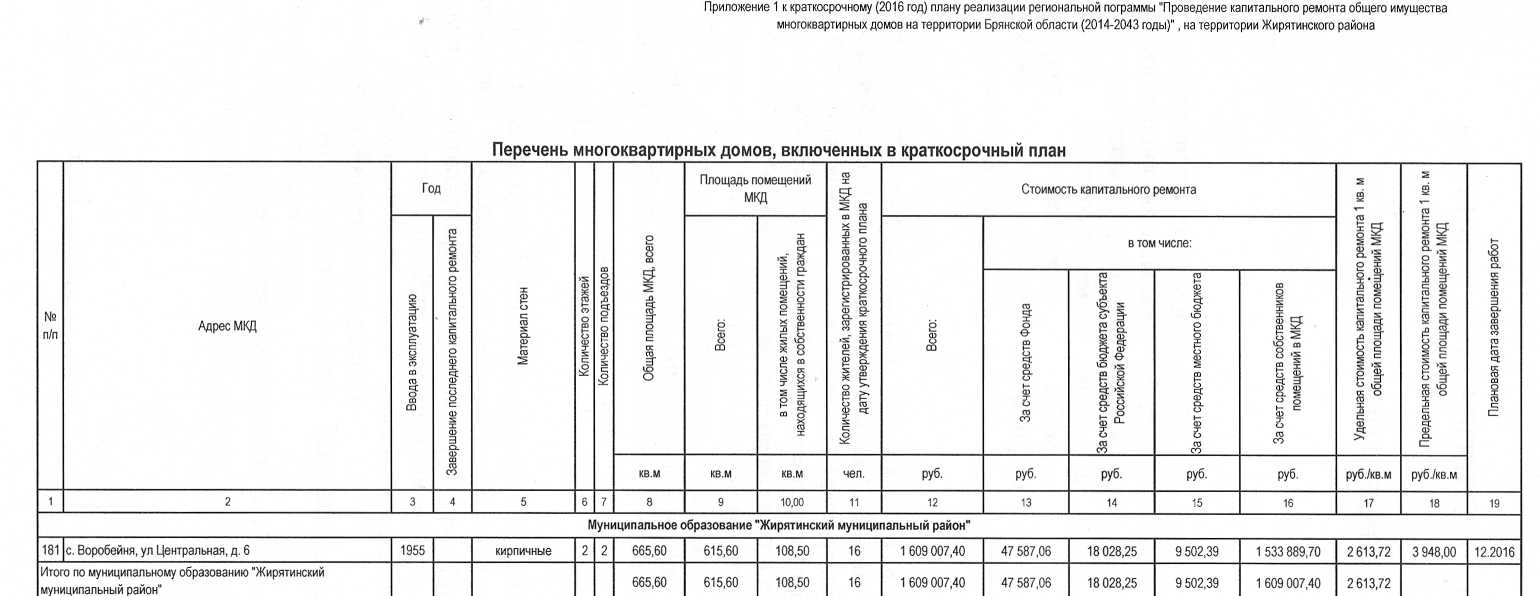 Приложение 1 к краткосрочному (2016 год) плану реализации региональной пограммы "Проведение капитального ремонта общего имущества
многоквартирных домов на территории Брянской области (2014-2043 годы)" , на территории Жирятинского района
Перечень многоквартирных домов, включенных в краткосрочный план
№
п/п
Адрес МКД
Год
Ввода в эксплуатацию
Завершение последнего капитального ремонта
Материал стен
Количество этажей
Количество подъездов
Общая площадь МКД, всего
Площадь помещений
МКД
Всего:
в том числе жилых помещений,
находящихся в собственности граждан
Количество жителей, зарегистрированных в МКД на
дату утверждения краткосрочного плана
Стоимость капитального ремонта
Всего:
в том числе:
За счет средств Фонда
За счет средств бюджета субъекта
Российской Федерации
За счет средств местного бюджета
За счет средств собственников
помещений в МКД
Удельная стоимость капитального ремонта 1 кв. м
общей площади помещений МКД
Предельная стоимость капитального ремонта 1 кв. м
общей площади помещений МКД
Плановая дата завершения работ
кв.м кв.м кв.м чел. руб. руб. руб. руб. руб. руб./кв.м руб./кв.м
1 2 3 4 5 6 7 8 9 10,00 11 12 13 14 15 16 17 18 19
Муниципальное образование "Жирятинский муниципальный район"
181 с. Воробейня, ул Центральная, д. 6 1955 кирпичные 2 2 665,60 615,60 108,50 16 1 609 007,40 47 587,06 18 028,25 9 502,39 1 533 889,70 2 613,72 3 948,00 12.2016
Итого по муниципальному образованию "Жирятинский
муниципальный район" 665,60 615,60 108,50 16 1 609 007,40 47 587,06 18 028,25 9 502,39 1 609 007,40 2 613,72